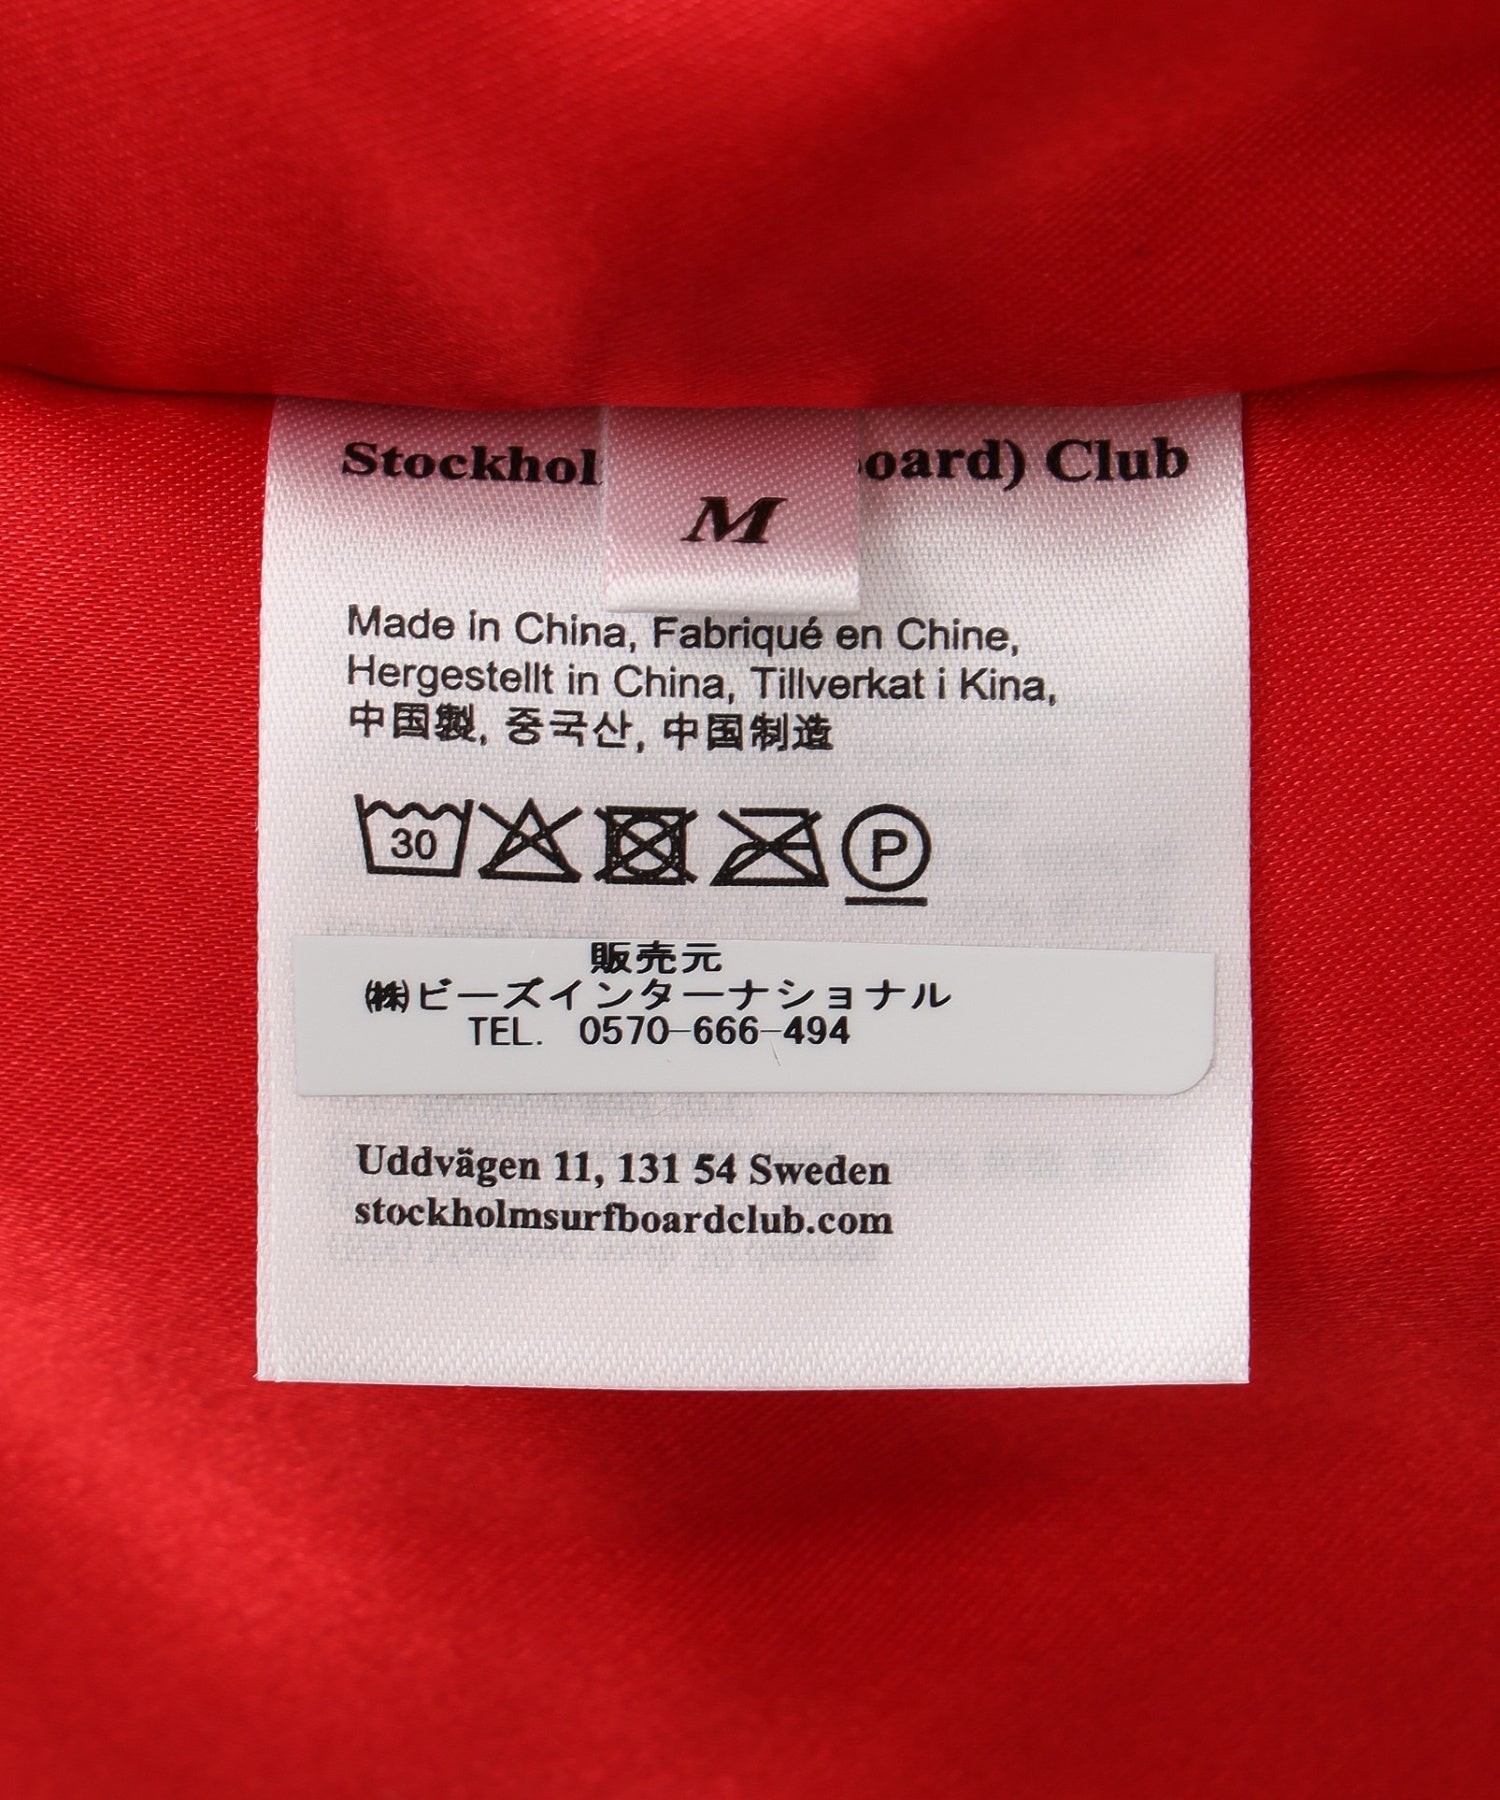 Stockhol oard) Club
M
Made in China, Fabriqué en Chine,
Hergestellt in China, Tillverkat i Kina,
中国製, 중국산, 中国制造
30 P
販売元
㈱ビーズインターナショナル
TEL. 0570-666-494
Uddvägen 11, 131 54 Sweden
stockholmsurfboardclub.com